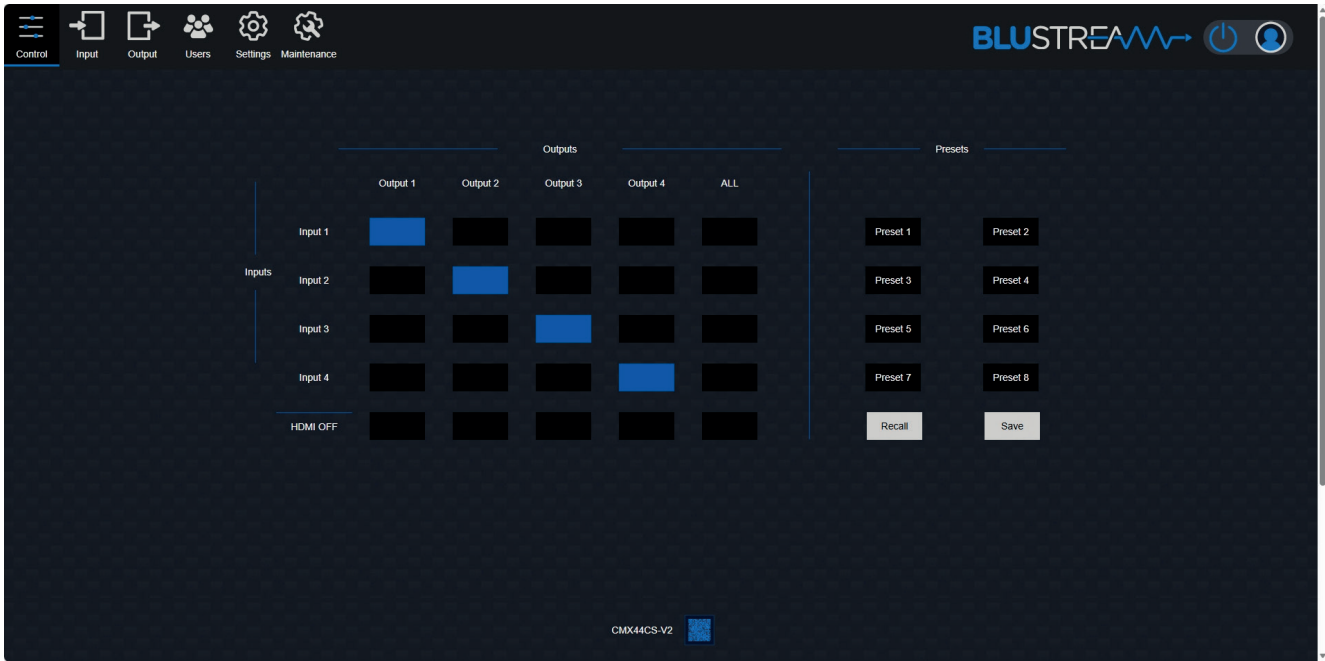 Control Input Output Users Settings Maintenance
BLUSTREAM
Outputs
Presets
Output 1 Output 2 Output 3 Output 4 ALL
Input 1
Preset 1 Preset 2
Inputs
Input 2
Preset 3 Preset 4
Input 3
Preset 5 Preset 6
Input 4
Preset 7 Preset 8
HDMI OFF
Recall Save
CMX44CS-V2